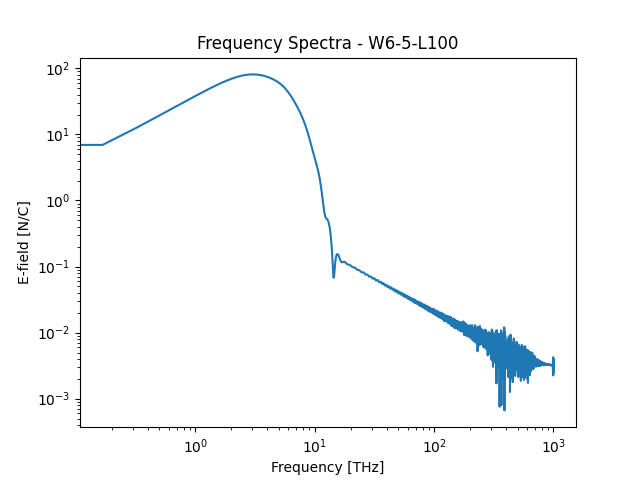 Frequency Spectra - W6-5-L100
E-field [N/C]
10²
10¹
10⁰
10⁻¹
10⁻²
10⁻³
10⁰ 10¹ 10² 10³
Frequency [THz]